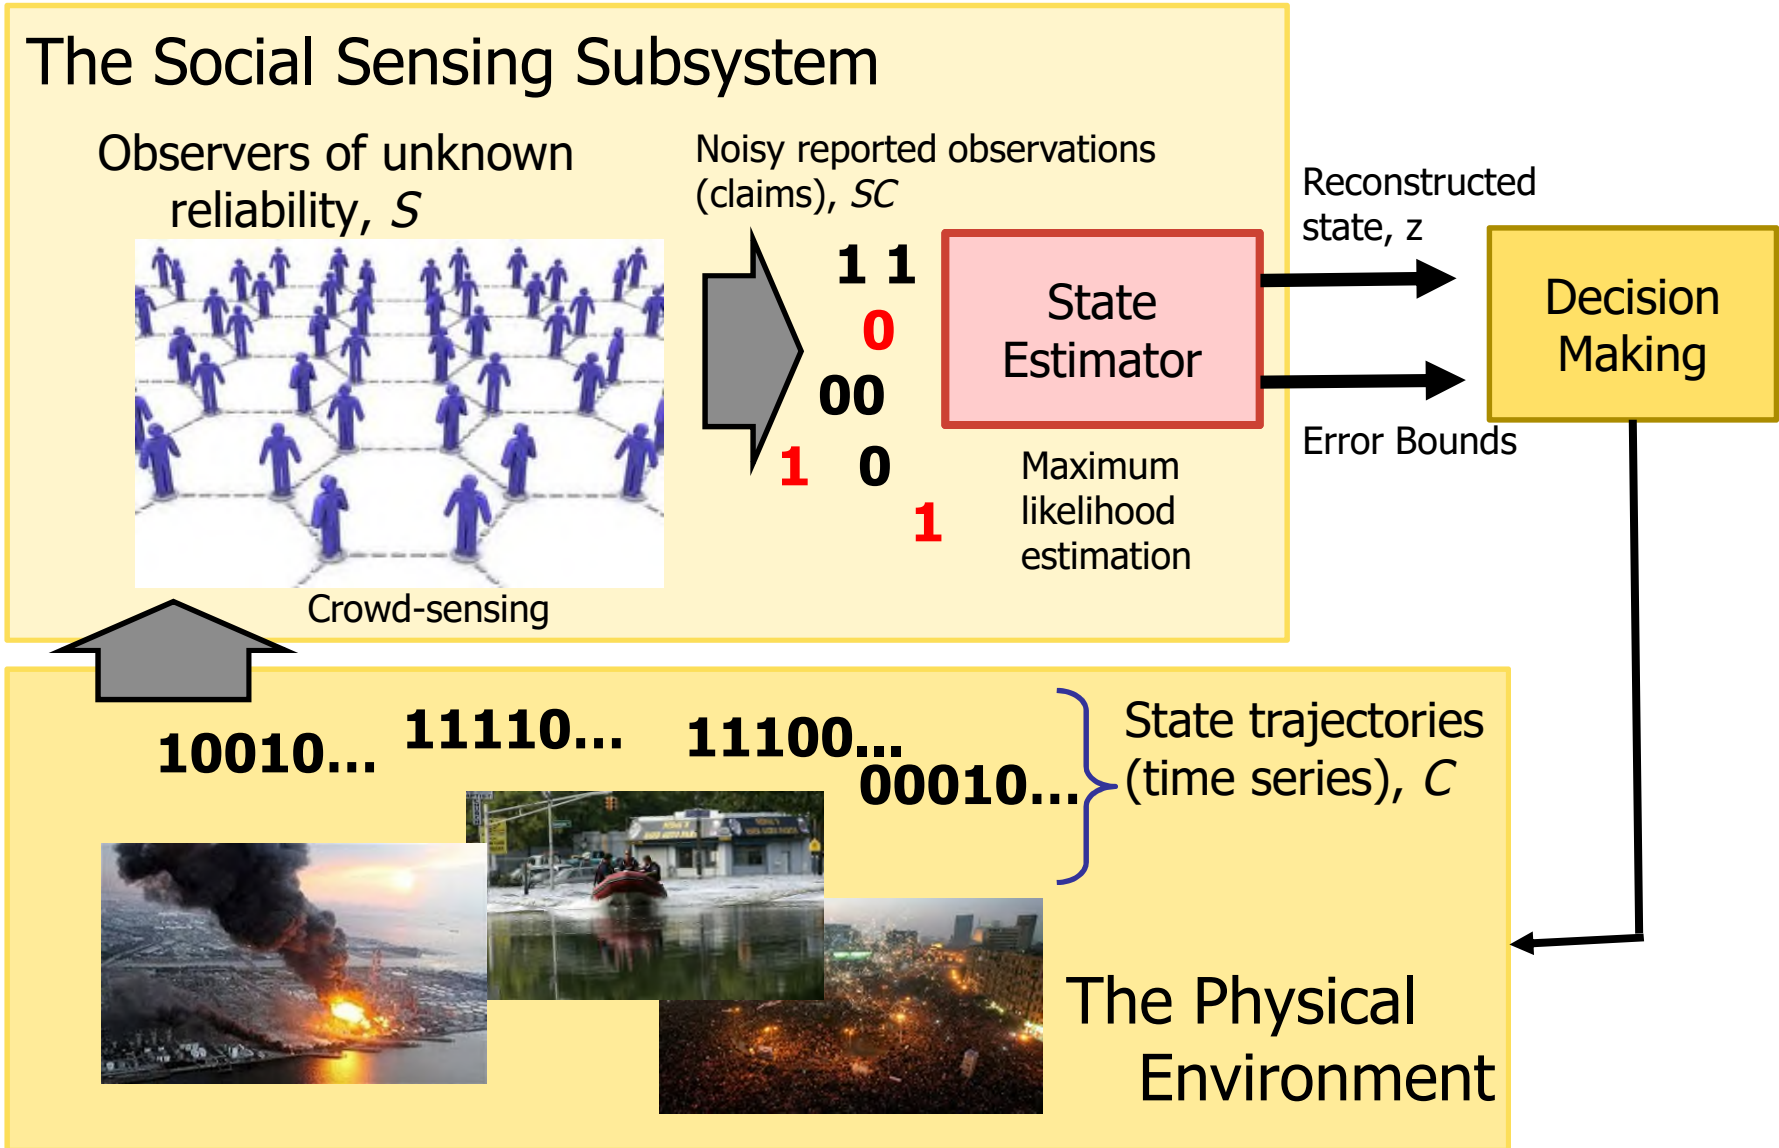 The Social Sensing Subsystem
Observers of unknown
reliability, S
Noisy reported observations
(claims), SC
1 1
0
00
1 0
1
State
Estimator
Maximum
likelihood
estimation
Crowd-sensing
Reconstructed
state, z
Error Bounds
Decision
Making
10010...
11110...
11100...
00010...
State trajectories
(time series), C
The Physical
Environment